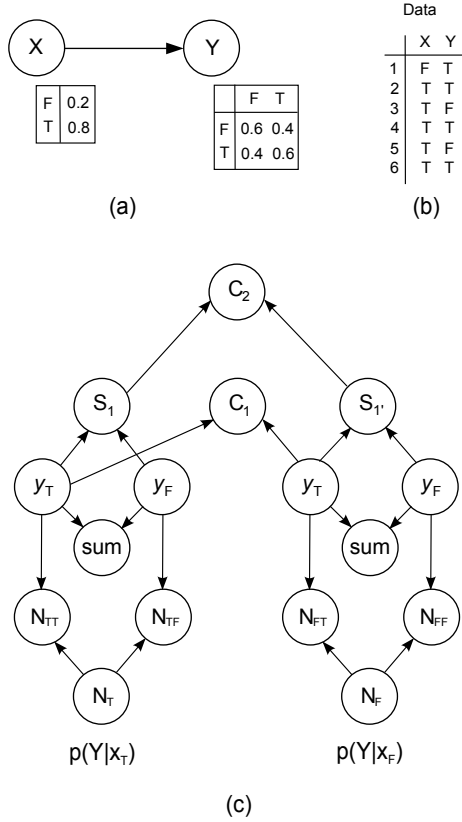 Data
X Y
X Y
1 F T
2 T T
3 T F
4 T T
5 T F
6 T T
F 0.2
T 0.8
F T
F 0.6 0.4
T 0.4 0.6
(a)
(b)
C2
S1 C1 S1'
yT yF yT yF
sum sum
NTT NTF NFT NFF
NT NF
p(Y|xT) p(Y|xF)
(c)